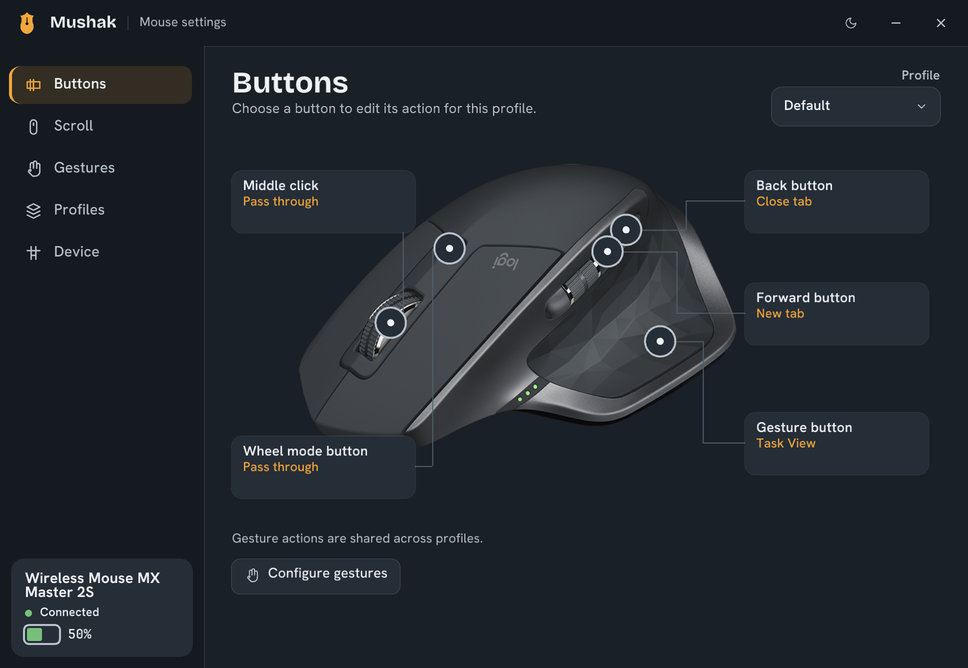 Mushak
Mouse settings
Buttons
Scroll
Gestures
Profiles
Device
Buttons
Choose a button to edit its action for this profile.
Profile
Default
Middle click
Pass through
Back button
Close tab
logi
Forward button
New tab
Gesture button
Task View
Wheel mode button
Pass through
Gesture actions are shared across profiles.
Configure gestures
Wireless Mouse MX
Master 2S
Connected
50%